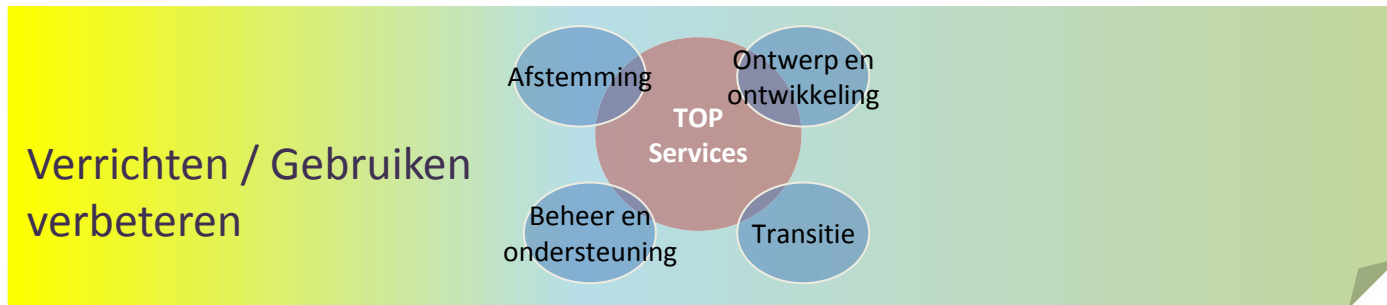 Verrichten / Gebruiken
verbeteren
Afstemming
Ontwerp en
ontwikkeling
TOP
Services
Beheer en
ondersteuning
Transitie